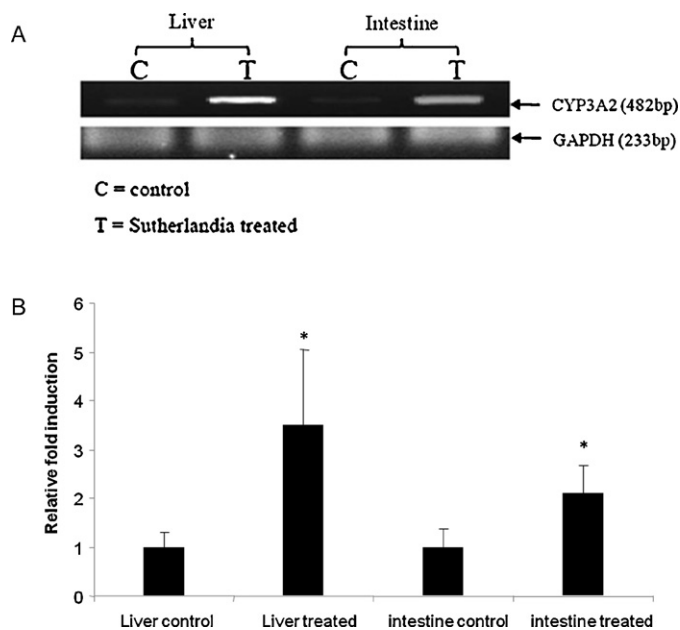 A
Liver Intestine
C T C T
CYP3A2 (482bp)
GAPDH (233bp)
C = control
T = Sutherlandia treated
B
Relative fold induction
6
5
4
3
2
1
0
*
*
Liver control Liver treated intestine control intestine treated